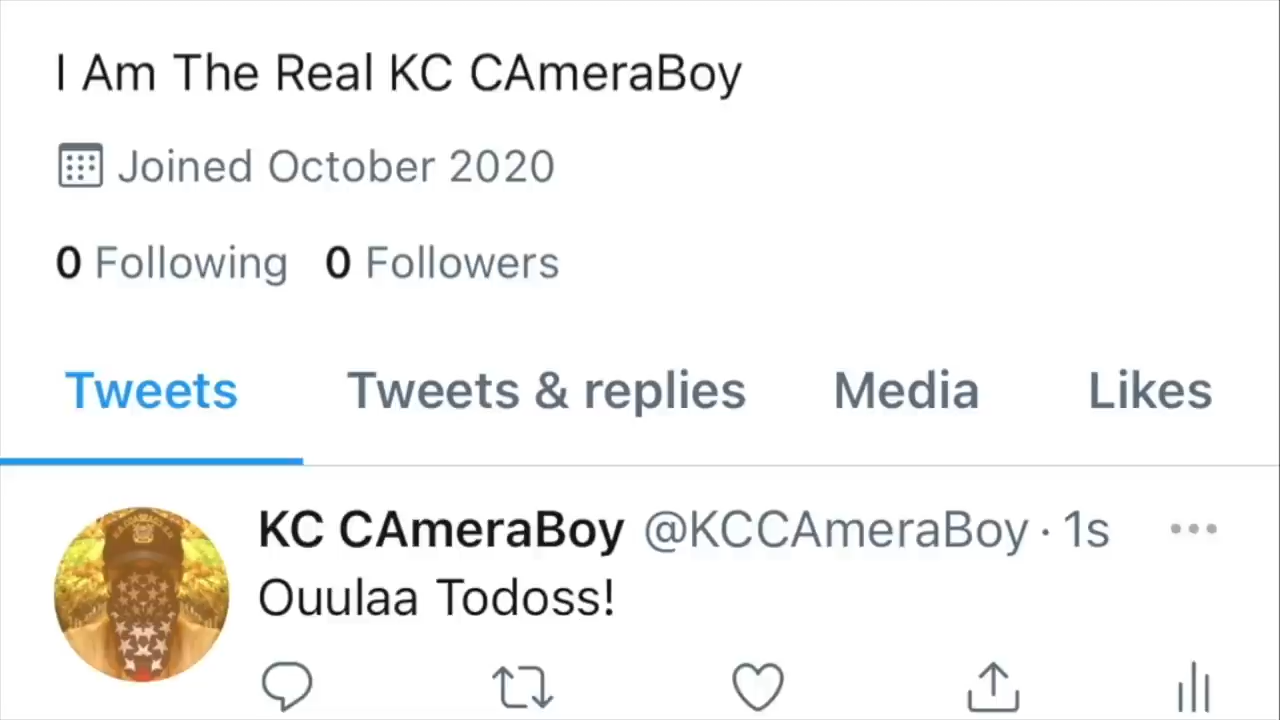 I Am The Real KC CAmeraBoy
Joined October 2020
0 Following 0 Followers
Tweets Tweets & replies Media Likes
KC CAmeraBoy @KCCAmeraBoy · 1s
Ouulaa Todoss!